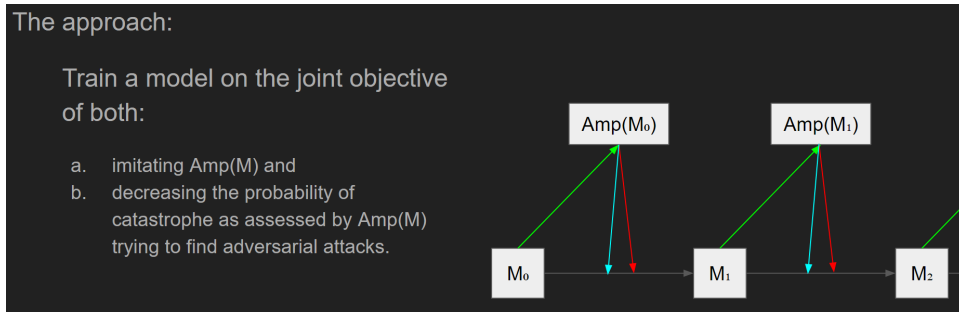 The approach:
Train a model on the joint objective
of both:
a. imitating Amp(M) and
b. decreasing the probability of
catastrophe as assessed by Amp(M)
trying to find adversarial attacks.
Amp(M₀)
Amp(M₁)
M₀
M₁
M₂